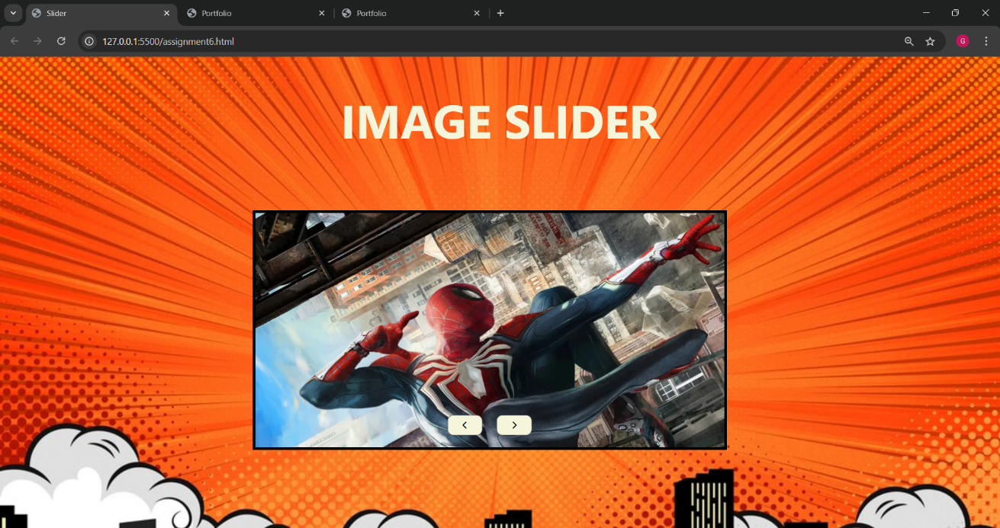 Slider
Portfolio
Portfolio
127.0.0.1:5500/assignment6.html
G
IMAGE SLIDER